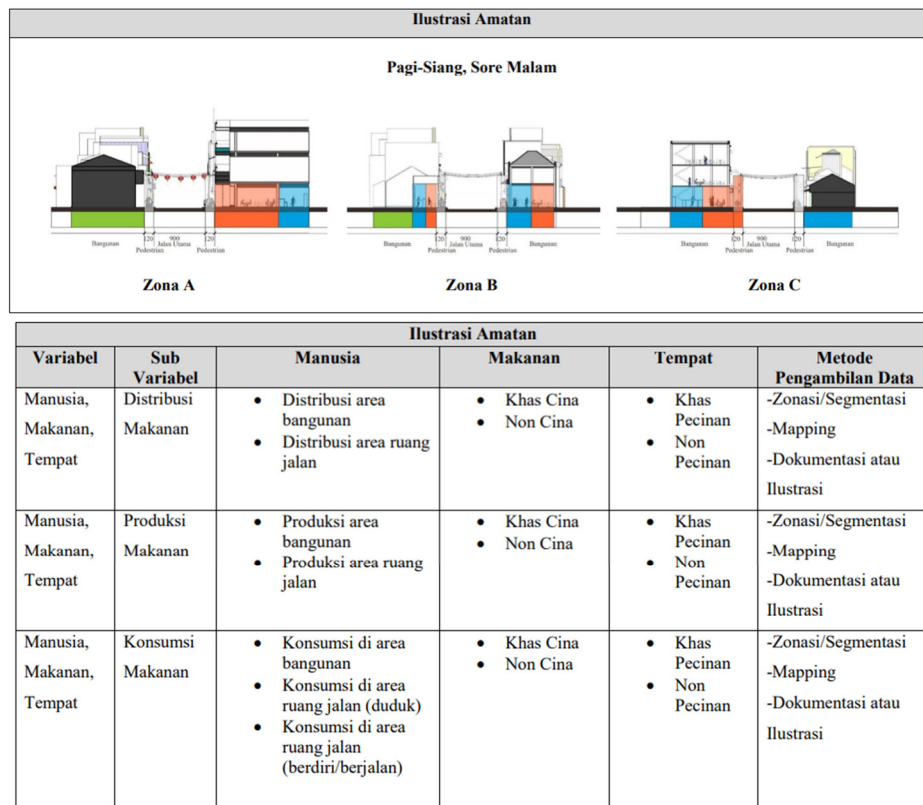 Ilustrasi Amatan
Pagi-Siang, Sore Malam
Bangunan 120 900 120
Jalan Utama
Pedestrian Pedestrian
Bangunan 120 900 120 Bangunan
Jalan Utama
Pedestrian Pedestrian
120 900 120 Bangunan
Jalan Utama
Pedestrian Pedestrian
Zona A Zona B Zona C
Ilustrasi Amatan
Variabel Sub Variabel Manusia Makanan Tempat Metode Pengambilan Data
Manusia,
Makanan,
Tempat
Distribusi
Makanan
• Distribusi area
bangunan
• Distribusi area ruang
jalan
• Khas Cina
• Non Cina
• Khas
Pecinan
• Non
Pecinan
-Zonasi/Segmentasi
-Mapping
-Dokumentasi atau
Ilustrasi
Manusia,
Makanan,
Tempat
Produksi
Makanan
• Produksi area
bangunan
• Produksi area ruang
jalan
• Khas Cina
• Non Cina
• Khas
Pecinan
• Non
Pecinan
-Zonasi/Segmentasi
-Mapping
-Dokumentasi atau
Ilustrasi
Manusia,
Makanan,
Tempat
Konsumsi
Makanan
• Konsumsi di area
bangunan
• Konsumsi di area
ruang jalan (duduk)
• Konsumsi di area
ruang jalan
(berdiri/berjalan)
• Khas Cina
• Non Cina
• Khas
Pecinan
• Non
Pecinan
-Zonasi/Segmentasi
-Mapping
-Dokumentasi atau
Ilustrasi